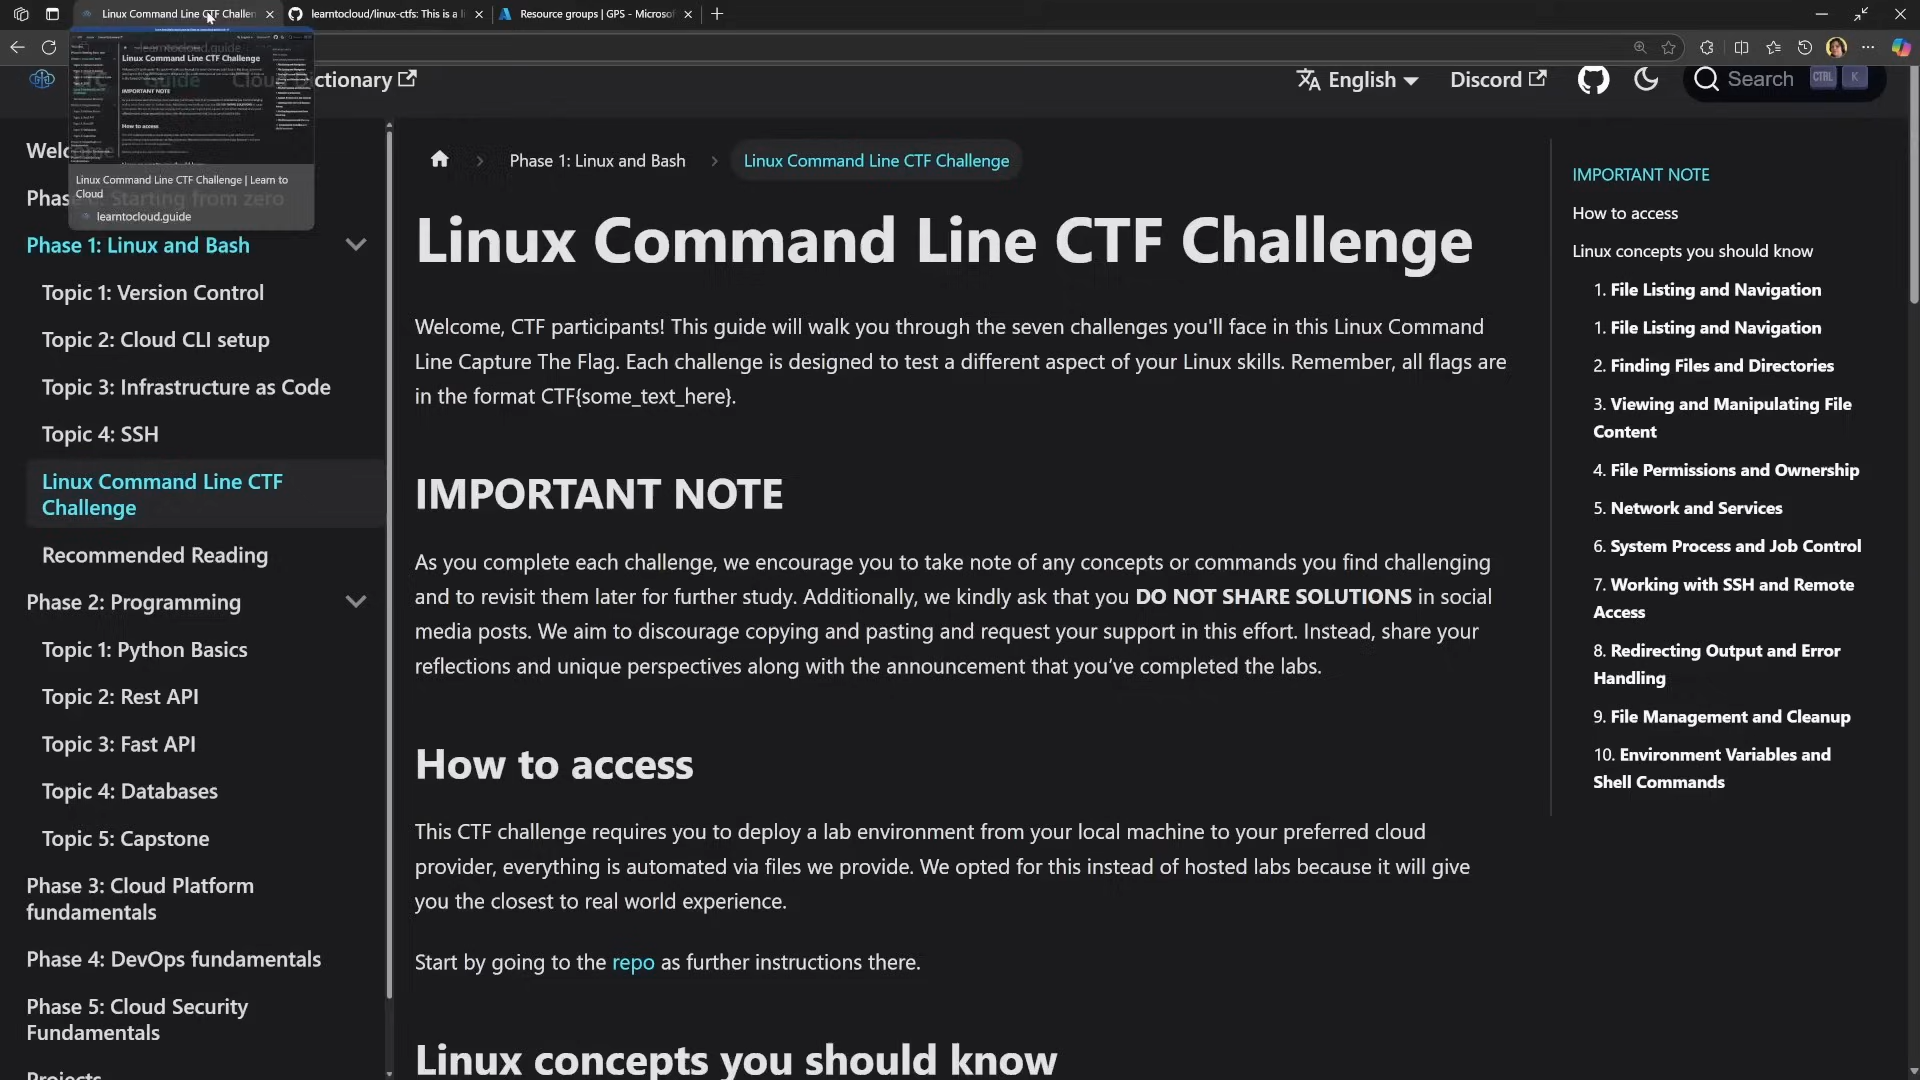 Linux Command Line CTF Challen
learntocloud/linux-ctfs: This is a li
Resource groups | GPS - Microsof
Linux Command Line CTF Challenge
IMPORTANT NOTE
How to access
Linux Command Line CTF Challenge | Learn to
Cloud
learntocloud.guide
Guide
Cloud Dictionary
English
Discord
Search
CTRL
K
Welcome
Phase 0: Starting from zero
Phase 1: Linux and Bash
Topic 1: Version Control
Topic 2: Cloud CLI setup
Topic 3: Infrastructure as Code
Topic 4: SSH
Linux Command Line CTF
Challenge
Recommended Reading
Phase 2: Programming
Topic 1: Python Basics
Topic 2: Rest API
Topic 3: Fast API
Topic 4: Databases
Topic 5: Capstone
Phase 3: Cloud Platform
fundamentals
Phase 4: DevOps fundamentals
Phase 5: Cloud Security
Fundamentals
Projects
Phase 1: Linux and Bash
Linux Command Line CTF Challenge
Linux Command Line CTF Challenge
Welcome, CTF participants! This guide will walk you through the seven challenges you'll face in this Linux Command
Line Capture The Flag. Each challenge is designed to test a different aspect of your Linux skills. Remember, all flags are
in the format CTF{some_text_here}.
IMPORTANT NOTE
As you complete each challenge, we encourage you to take note of any concepts or commands you find challenging
and to revisit them later for further study. Additionally, we kindly ask that you DO NOT SHARE SOLUTIONS in social
media posts. We aim to discourage copying and pasting and request your support in this effort. Instead, share your
reflections and unique perspectives along with the announcement that you've completed the labs.
How to access
This CTF challenge requires you to deploy a lab environment from your local machine to your preferred cloud
provider, everything is automated via files we provide. We opted for this instead of hosted labs because it will give
you the closest to real world experience.
Start by going to the repo as further instructions there.
Linux concepts you should know
IMPORTANT NOTE
How to access
Linux concepts you should know
1. File Listing and Navigation
1. File Listing and Navigation
2. Finding Files and Directories
3. Viewing and Manipulating File
Content
4. File Permissions and Ownership
5. Network and Services
6. System Process and Job Control
7. Working with SSH and Remote
Access
8. Redirecting Output and Error
Handling
9. File Management and Cleanup
10. Environment Variables and
Shell Commands